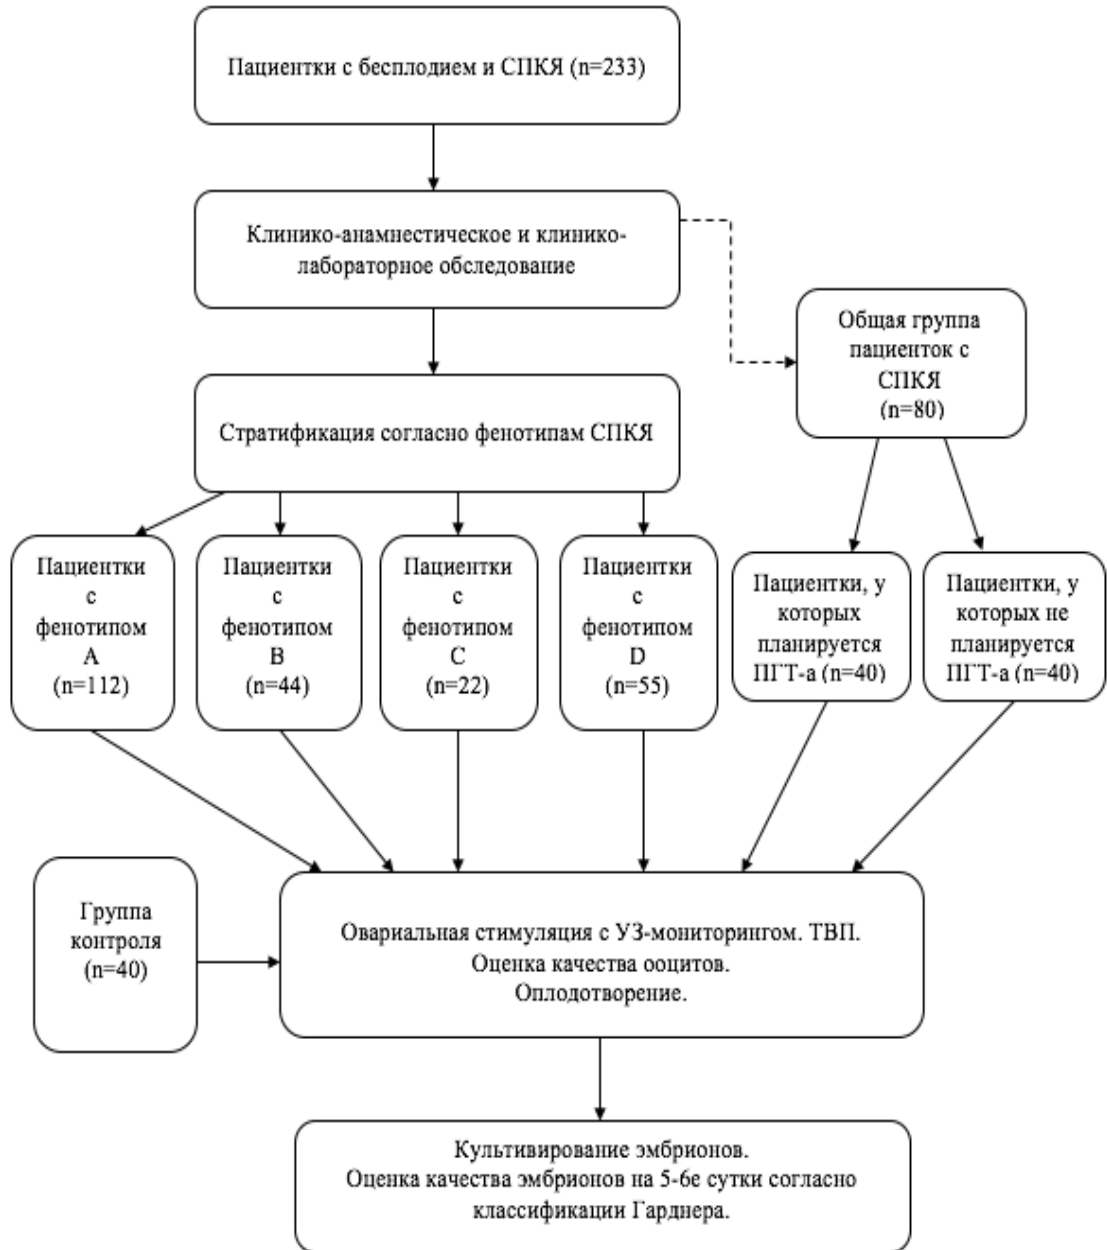 Пациентки с бесплодием и СПКЯ (n=233)
Клинико-анамнестическое и клинико-
лабораторное обследование
Общая группа
пациенток с
СПКЯ
(n=80)
Стратификация согласно фенотипам СПКЯ
Пациентки
с
фенотипом
А
(n=112)
Пациентки
с
фенотипом
В
(n=44)
Пациентки
с
фенотипом
С
(n=22)
Пациентки
с
фенотипом
D
(n=55)
Пациентки, у
которых
планируется
ПГТ-а (n=40)
Пациентки, у
которых не
планируется
ПГТ-а (n=40)
Группа
контроля
(n=40)
Овариальная стимуляция с УЗ-мониторингом. ТВП.
Оценка качества ооцитов.
Оплодотворение.
Культивирование эмбрионов.
Оценка качества эмбрионов на 5-6е сутки согласно
классификации Гарднера.